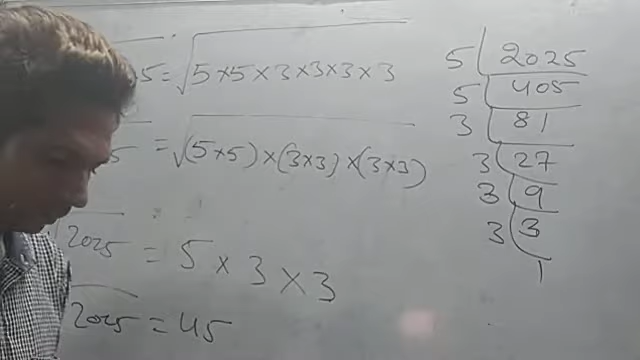 5 = √5×5×3×3×3×3
5 = √(5×5)×(3×3)×(3×3)
√2025 = 5 × 3 × 3
√2025 = 45
5 | 2025
5 | 405
3 | 81
3 | 27
3 | 9
3 | 3
1